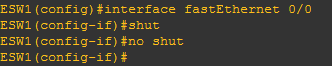 ESW1(config)#interface fastEthernet 0/0
ESW1(config-if)#shut
ESW1(config-if)#no shut
ESW1(config-if)#